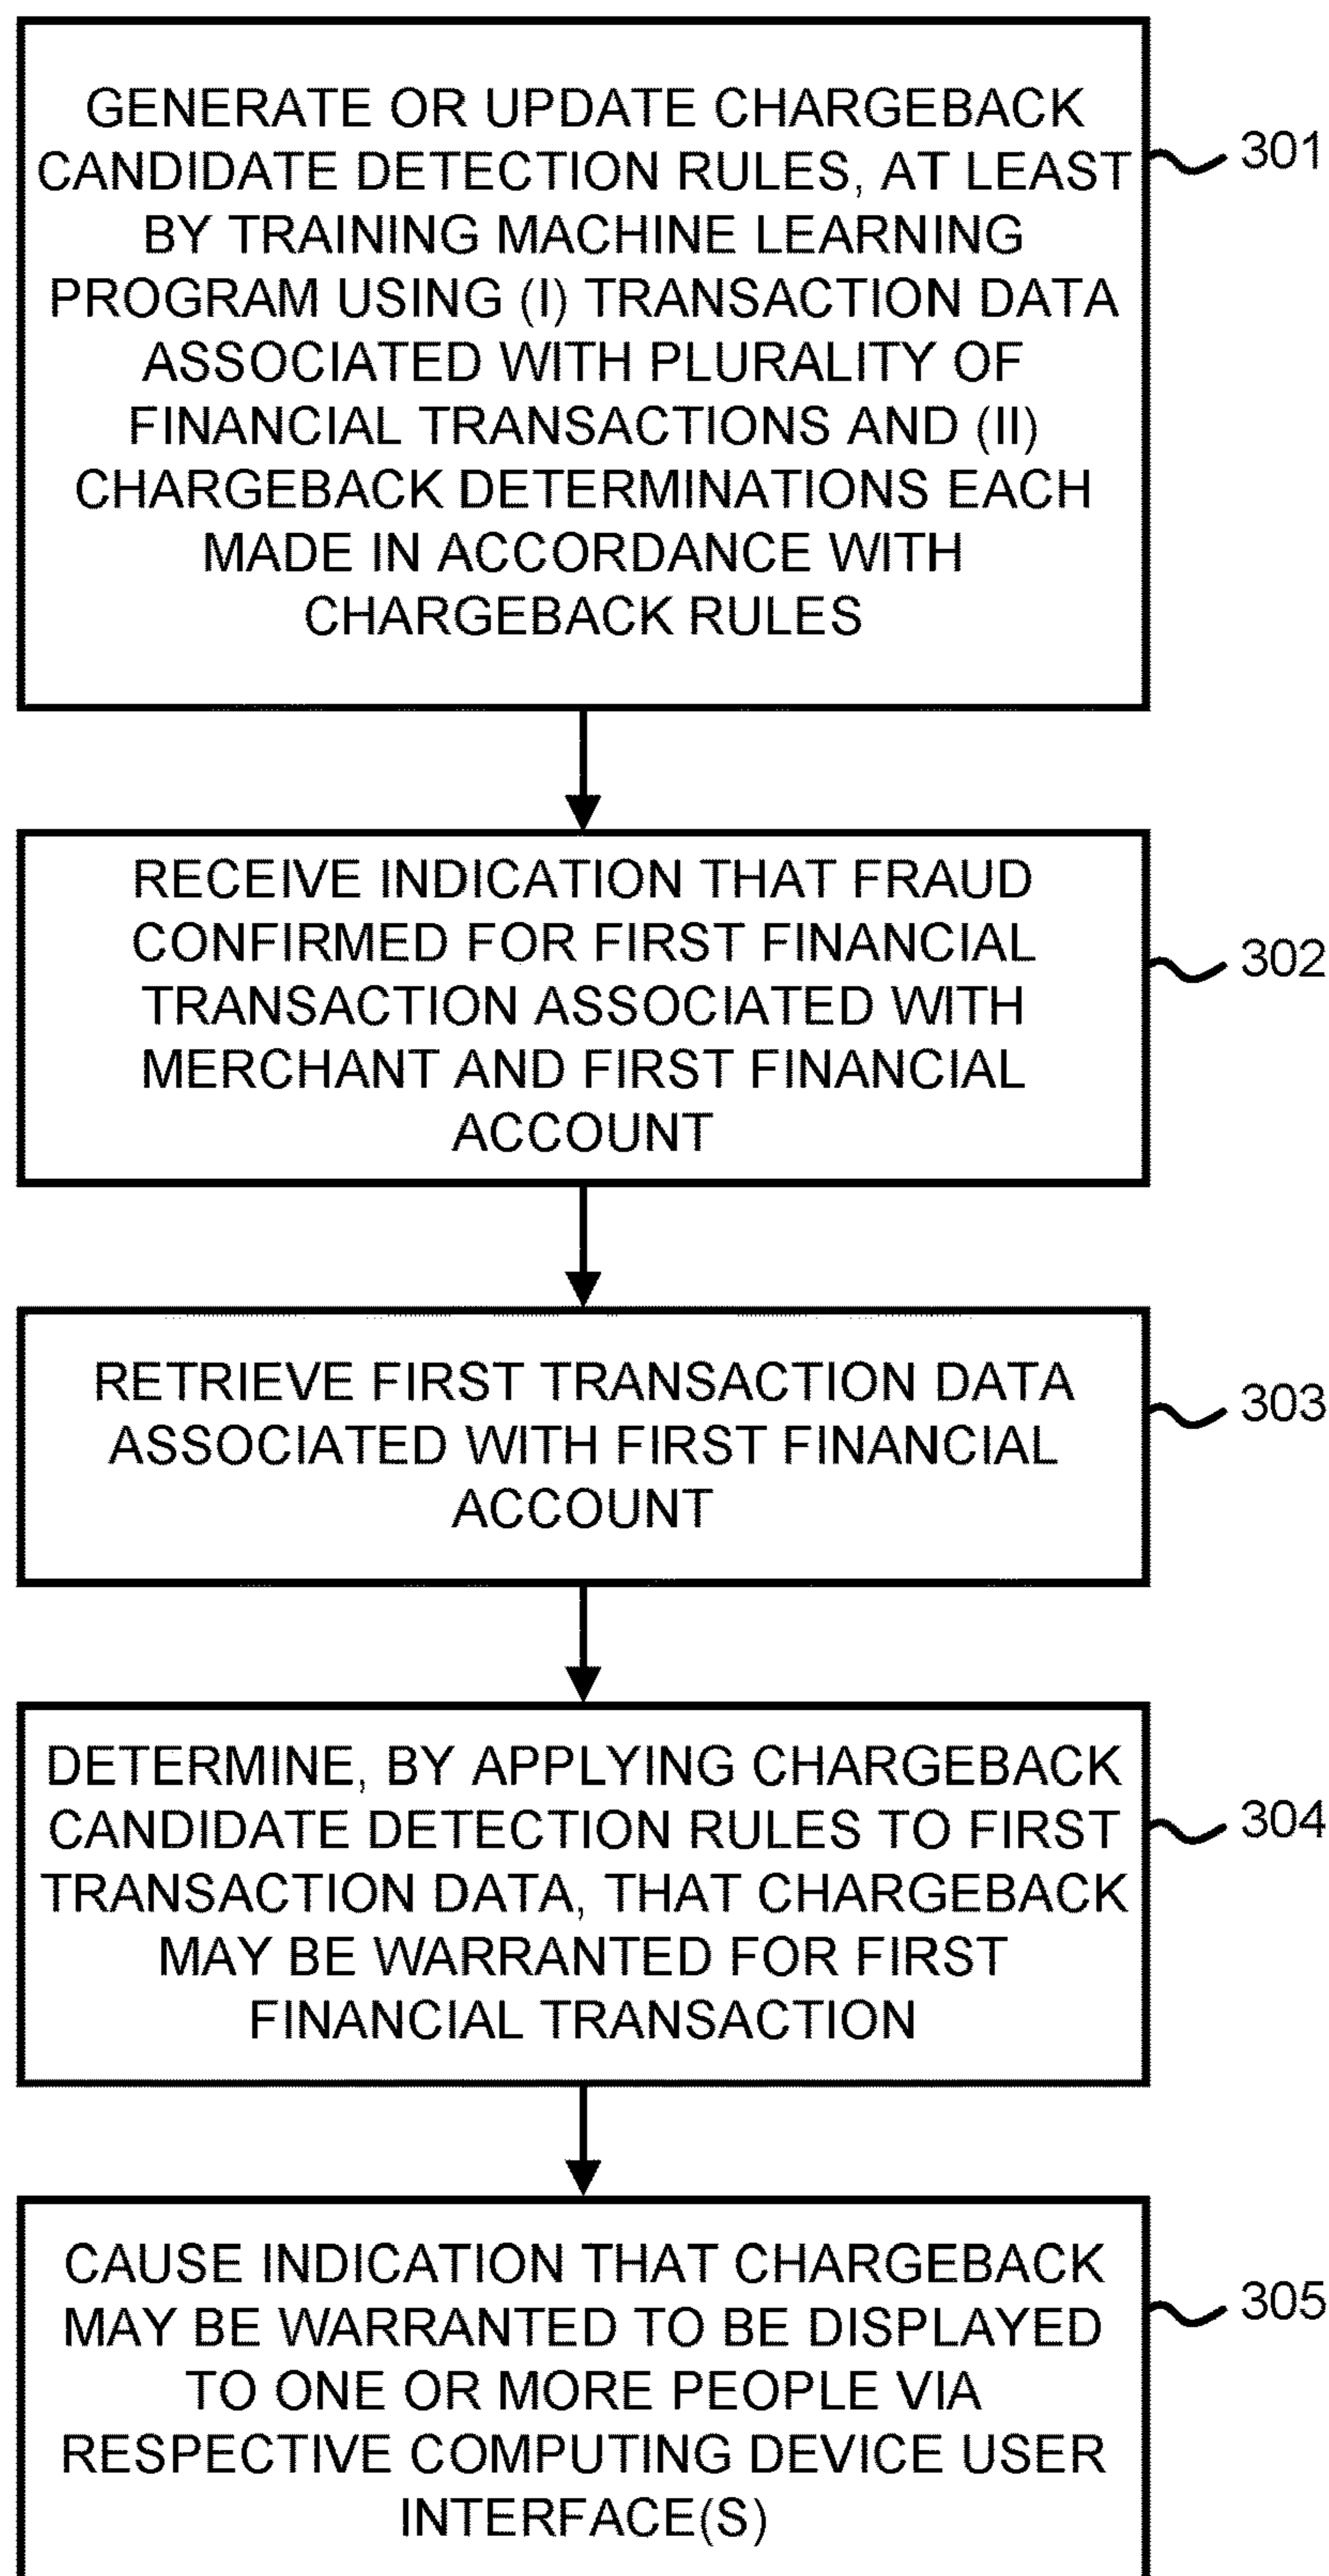 GENERATE OR UPDATE CHARGEBACK
CANDIDATE DETECTION RULES, AT LEAST
BY TRAINING MACHINE LEARNING
PROGRAM USING (I) TRANSACTION DATA
ASSOCIATED WITH PLURALITY OF
FINANCIAL TRANSACTIONS AND (II)
CHARGEBACK DETERMINATIONS EACH
MADE IN ACCORDANCE WITH
CHARGEBACK RULES
301
RECEIVE INDICATION THAT FRAUD
CONFIRMED FOR FIRST FINANCIAL
TRANSACTION ASSOCIATED WITH
MERCHANT AND FIRST FINANCIAL
ACCOUNT
302
RETRIEVE FIRST TRANSACTION DATA
ASSOCIATED WITH FIRST FINANCIAL
ACCOUNT
303
DETERMINE, BY APPLYING CHARGEBACK
CANDIDATE DETECTION RULES TO FIRST
TRANSACTION DATA, THAT CHARGEBACK
MAY BE WARRANTED FOR FIRST
FINANCIAL TRANSACTION
304
CAUSE INDICATION THAT CHARGEBACK
MAY BE WARRANTED TO BE DISPLAYED
TO ONE OR MORE PEOPLE VIA
RESPECTIVE COMPUTING DEVICE USER
INTERFACE(S)
305